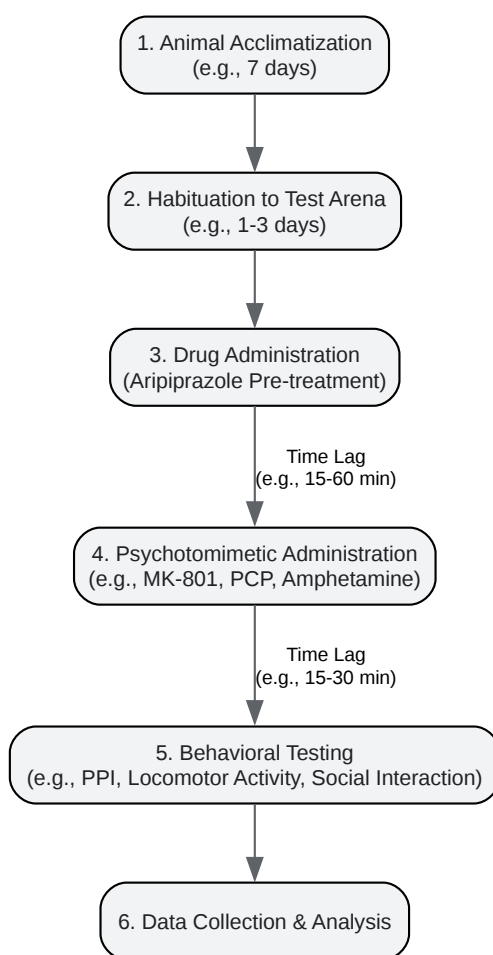 1. Animal Acclimatization
(e.g., 7 days)
2. Habituation to Test Arena
(e.g., 1-3 days)
3. Drug Administration
(Aripiprazole Pre-treatment)
Time Lag
(e.g., 15-60 min)
4. Psychotomimetic Administration
(e.g., MK-801, PCP, Amphetamine)
Time Lag
(e.g., 15-30 min)
5. Behavioral Testing
(e.g., PPI, Locomotor Activity, Social Interaction)
6. Data Collection & Analysis